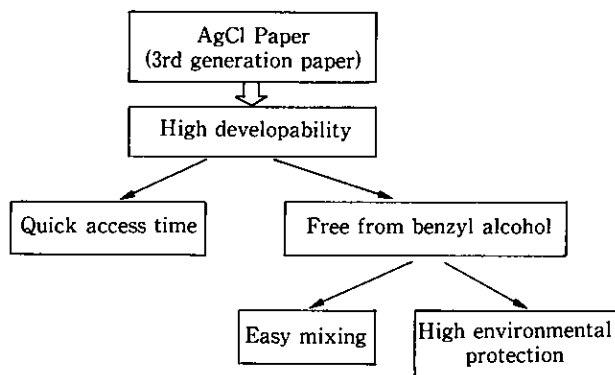 AgCl Paper
(3rd generation paper)
High developability
Quick access time
Free from benzyl alcohol
Easy mixing
High environmental
protection